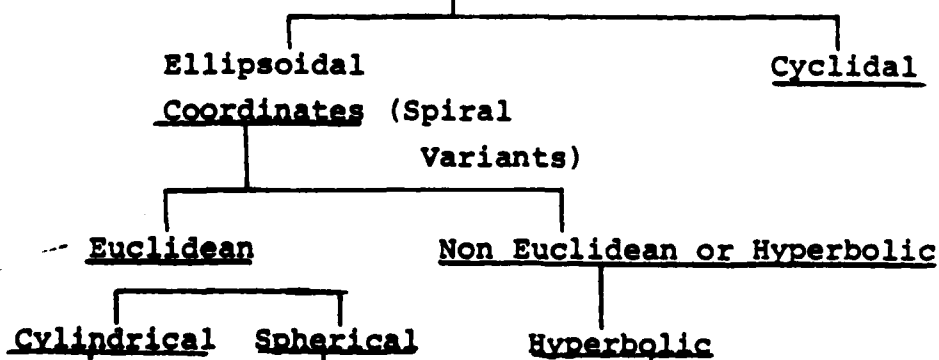 Ellipsoidal Cyclidal
Coordinates (Spiral
Variants)
Euclidean Non Euclidean or Hyperbolic
Cylindrical Spherical Hyperbolic